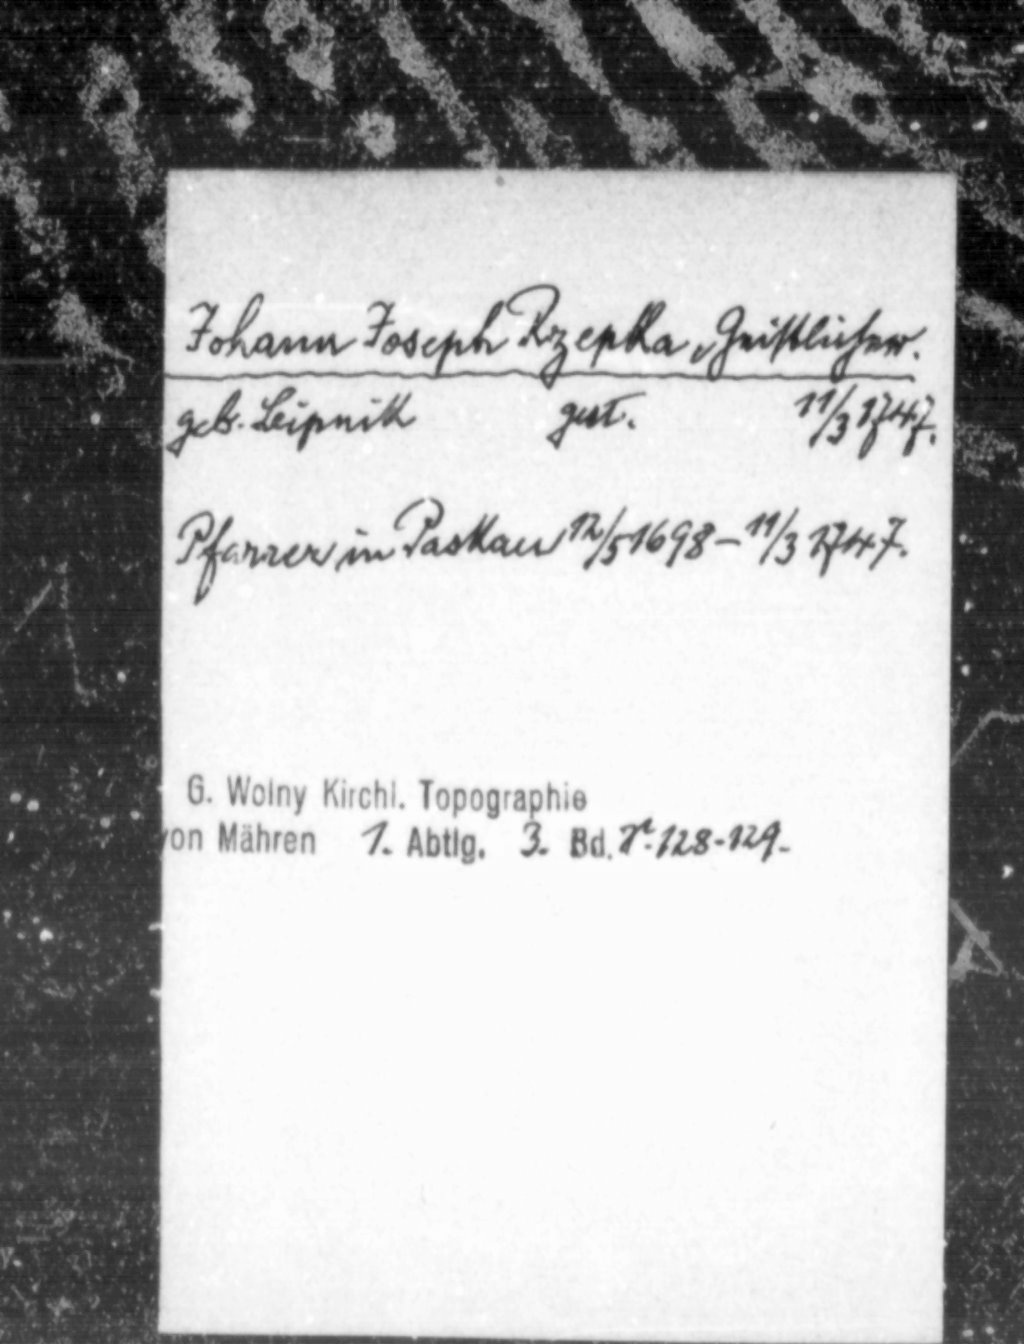 Johann Joseph Rzepka, Geistlicher.
geb. Leipnik gest. 11/3 1747.
Pfarrer in Paskau 12/5 1698 – 11/3 1747.
G. Wolny Kirchl. Topographie
von Mähren 1. Abtlg. 3. Bd. 128-129.